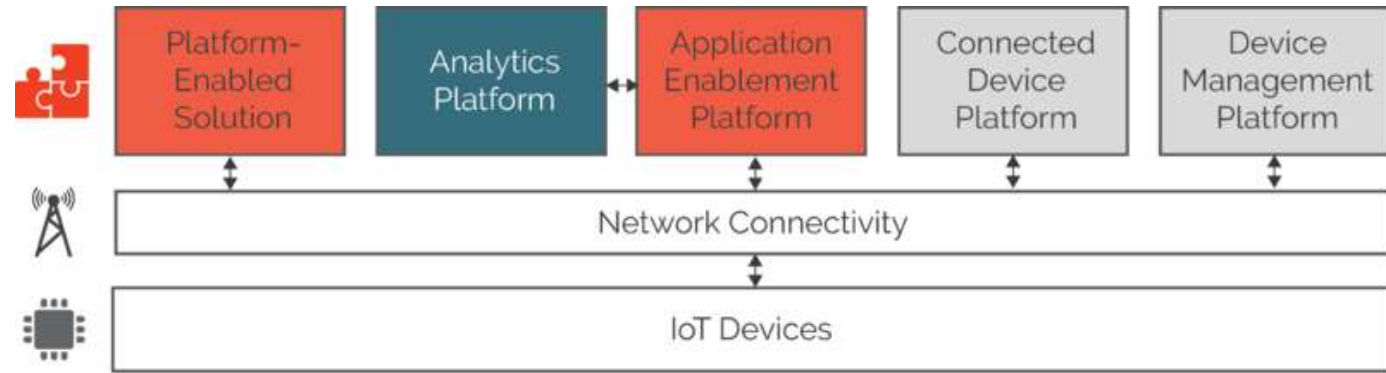 Platform-
Enabled
Solution
Analytics
Platform
Application
Enablement
Platform
Connected
Device
Platform
Device
Management
Platform
Network Connectivity
IoT Devices